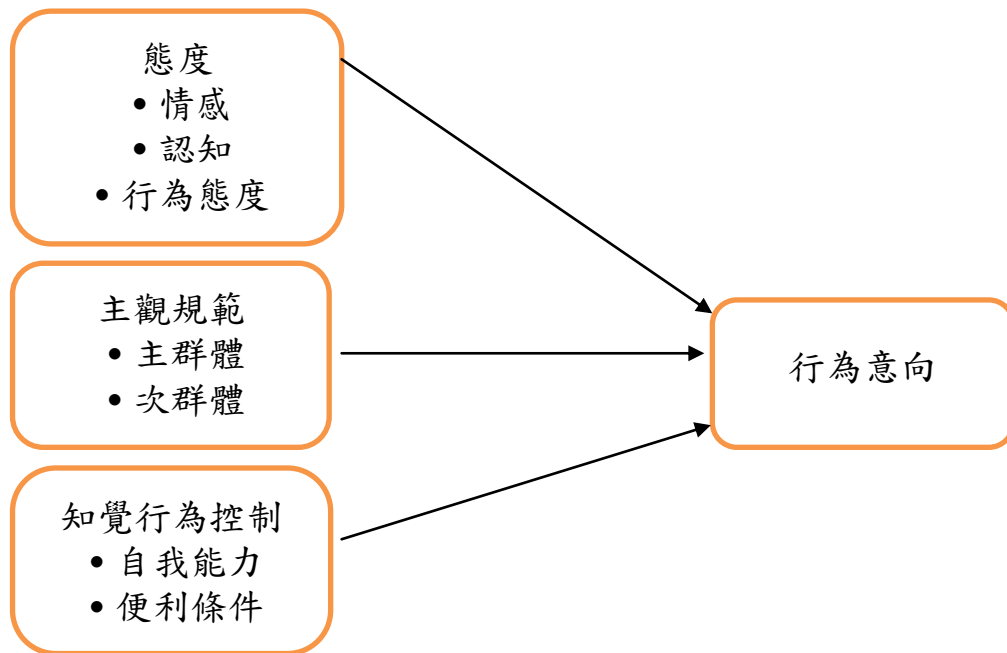 態度
• 情感
• 認知
• 行為態度
主觀規範
• 主群體
• 次群體
行為意向
知覺行為控制
• 自我能力
• 便利條件